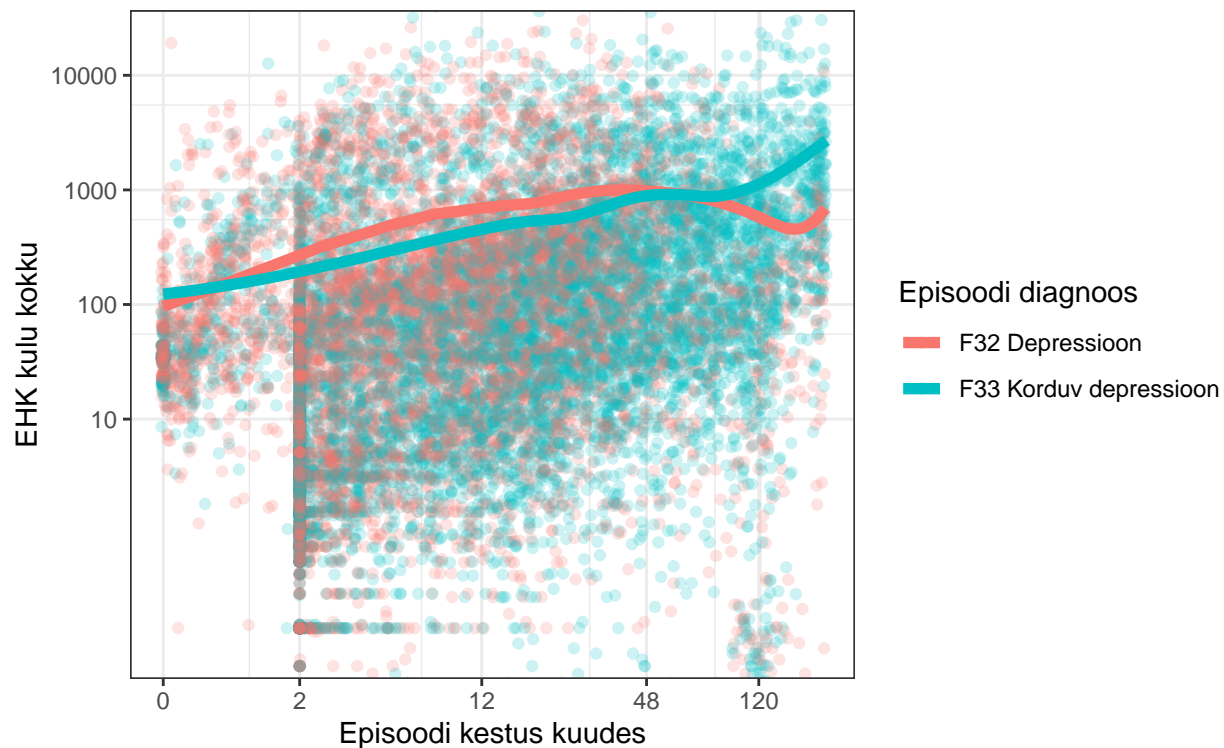 EHK kulu kokku
10000
1000
100
10
0
2
12
48
120
Episoodi kestus kuudes
Episoodi diagnoos
F32 Depressioon
F33 Korduv depressioon